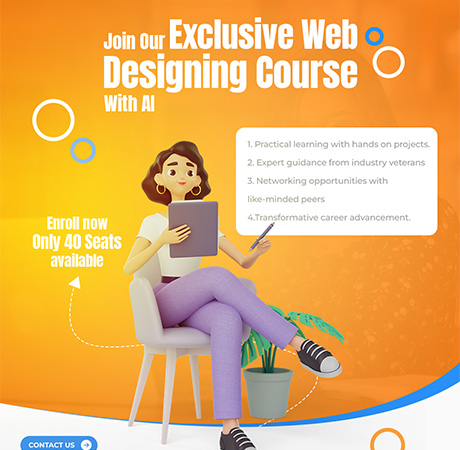 Join Our Exclusive Web
Designing Course
With AI
1. Practical learning with hands on projects.
2. Expert guidance from industry veterans
3. Networking opportunities with
like-minded peers
4.Transformative career advancement.
Enroll now
Only 40 Seats
available
CONTACT US